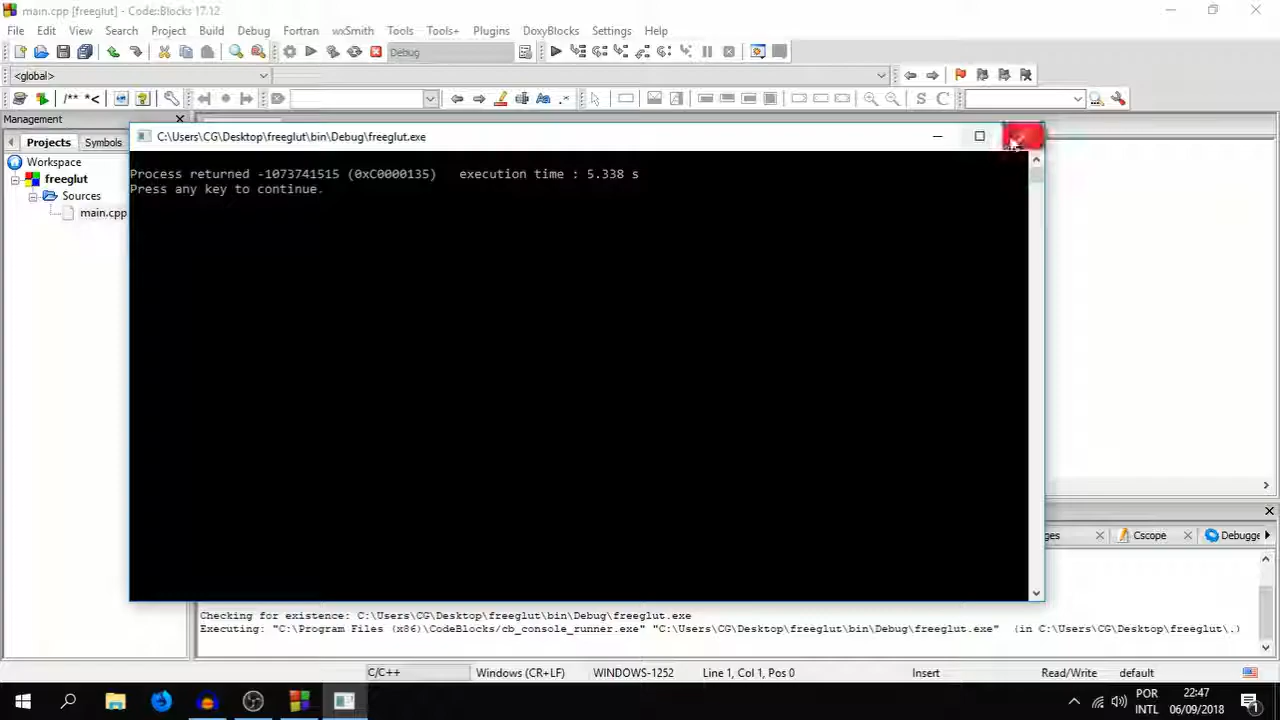 main.cpp [freeglut] - Code::Blocks 17.12
File Edit View Search Project Build Debug Fortran wxSmith Tools Tools+ Plugins DoxyBlocks Settings Help
Debug
<global>
/** *<
S C
Management
Projects Symbols
Workspace
freeglut
Sources
main.cpp
C:\Users\CG\Desktop\freeglut\bin\Debug\freeglut.exe
Process returned -1073741515 (0xC0000135) execution time : 5.338 s
Press any key to continue.
ges Cscope Debugge
Checking for existence: C:\Users\CG\Desktop\freeglut\bin\Debug\freeglut.exe
Executing: "C:\Program Files (x86)\CodeBlocks/cb_console_runner.exe" "C:\Users\CG\Desktop\freeglut\bin\Debug\freeglut.exe" (in C:\Users\CG\Desktop\freeglut\.)
C/C++ Windows (CR+LF) WINDOWS-1252 Line 1, Col 1, Pos 0 Insert Read/Write default
POR 22:47
INTL 06/09/2018 1